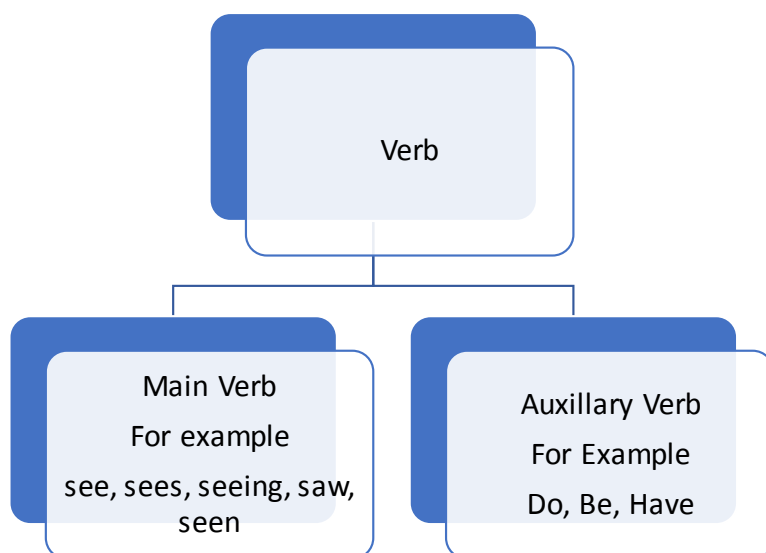 Verb
Main Verb
For example
see, sees, seeing, saw,
seen
Auxillary Verb
For Example
Do, Be, Have